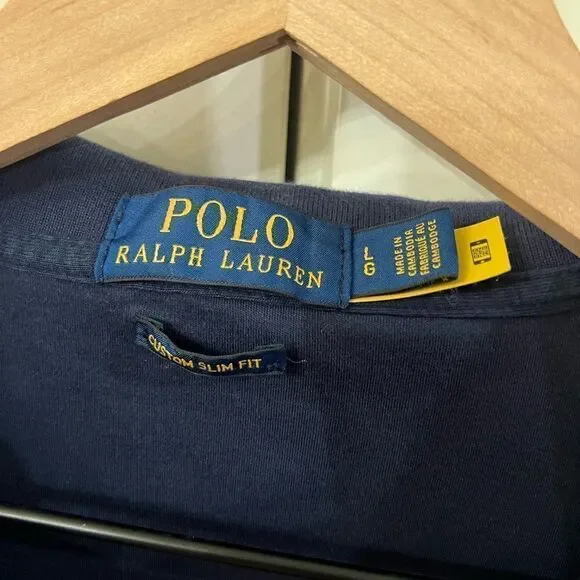 POLO
RALPH LAUREN
L
G
MADE IN
CAMBODIA
FABRIQUÉ AU
CAMBODGE
CUSTOM SLIM FIT